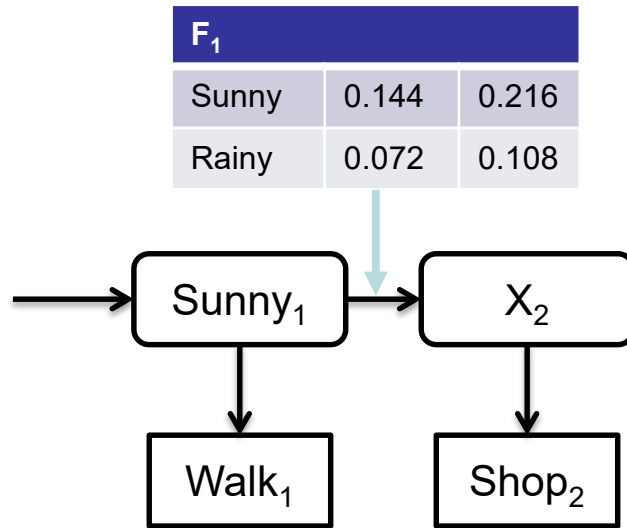 F₁
Sunny 0.144 0.216
Rainy 0.072 0.108
Sunny₁ X₂
Walk₁ Shop₂